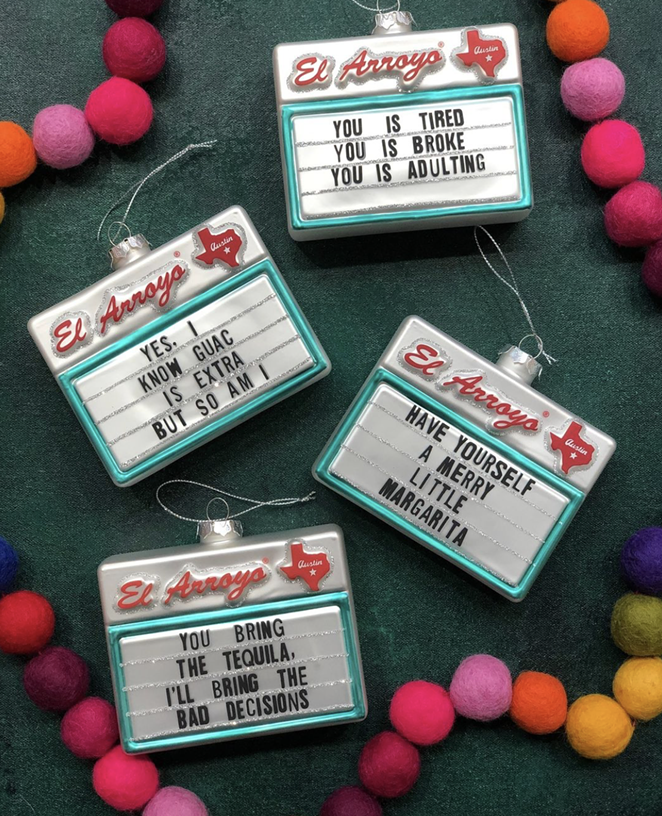 El Arroyo®
Austin
YOU IS TIRED
YOU IS BROKE
YOU IS ADULTING
El Arroyo
Austin
YES, I
KNOW GUAC
IS EXTRA
BUT SO AM I
El Arroyo®
Austin
HAVE YOURSELF
A MERRY
LITTLE
MARGARITA
El Arroyo
Austin
YOU BRING
THE TEQUILA,
I'LL BRING THE
BAD DECISIONS